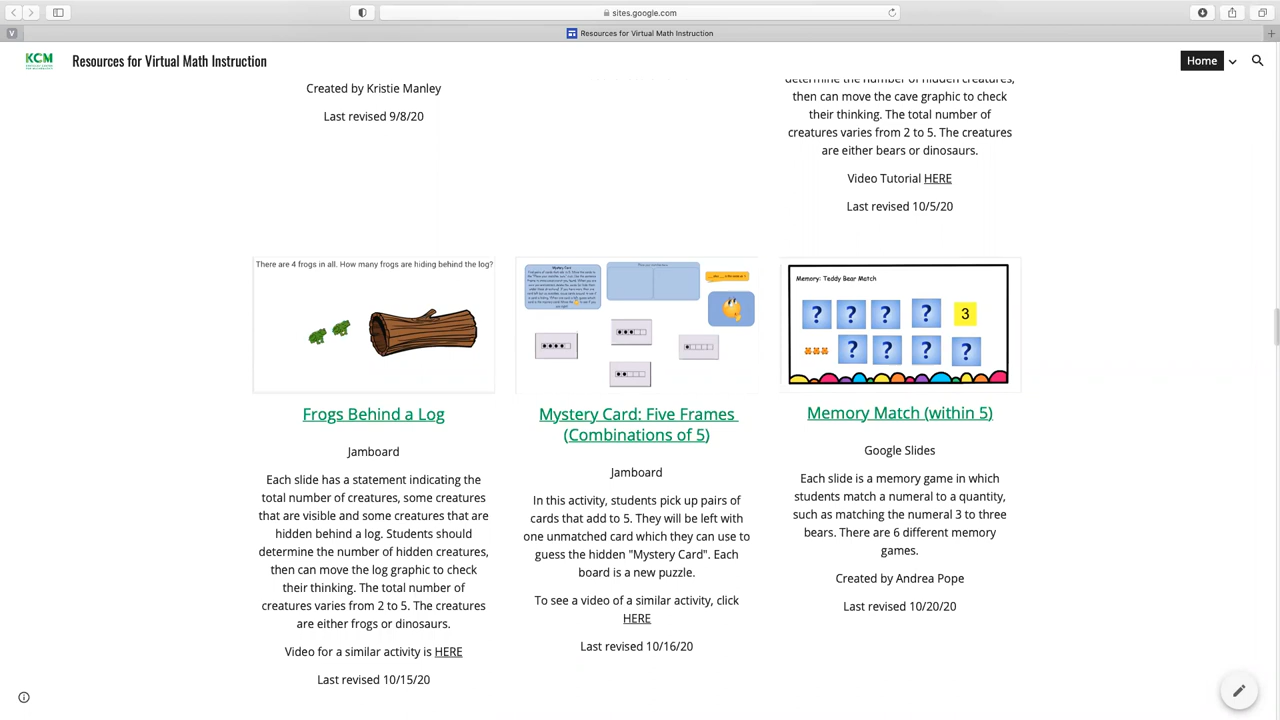 sites.google.com
Resources for Virtual Math Instruction
KCM
Resources for Virtual Math Instruction
Home
Created by Kristie Manley
Last revised 9/8/20
determine the number of hidden creatures,
then can move the cave graphic to check
their thinking. The total number of
creatures varies from 2 to 5. The creatures
are either bears or dinosaurs.
Video Tutorial HERE
Last revised 10/5/20
There are 4 frogs in all. How many frogs are hiding behind the log?
Frogs Behind a Log
Jamboard
Each slide has a statement indicating the
total number of creatures, some creatures
that are visible and some creatures that are
hidden behind a log. Students should
determine the number of hidden creatures,
then can move the log graphic to check
their thinking. The total number of
creatures varies from 2 to 5. The creatures
are either frogs or dinosaurs.
Video for a similar activity is HERE
Last revised 10/15/20
Mystery Card
Mystery Card: Five Frames
(Combinations of 5)
Jamboard
In this activity, students pick up pairs of
cards that add to 5. They will be left with
one unmatched card which they can use to
guess the hidden "Mystery Card". Each
board is a new puzzle.
To see a video of a similar activity, click
HERE
Last revised 10/16/20
Memory: Teddy Bear Match
? ? ? ? 3
? ? ? ?
Memory Match (within 5)
Google Slides
Each slide is a memory game in which
students match a numeral to a quantity,
such as matching the numeral 3 to three
bears. There are 6 different memory
games.
Created by Andrea Pope
Last revised 10/20/20